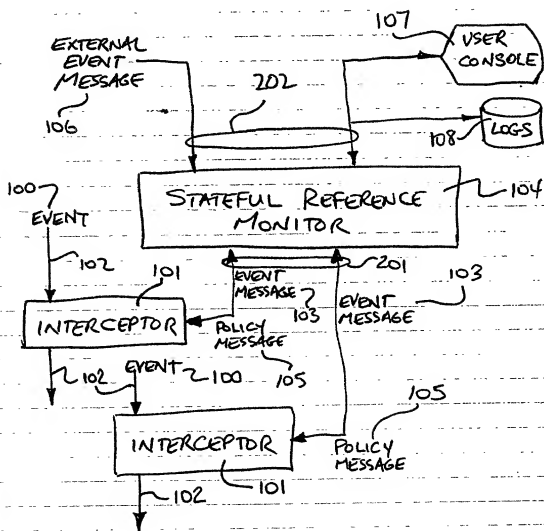 107
USER
CONSOLE
EXTERNAL
EVENT
MESSAGE
106
202
108
LOGS
100
EVENT
STATEFUL REFERENCE
MONITOR
104
102
101
201
EVENT
MESSAGE
103
EVENT
MESSAGE
103
INTERCEPTOR
POLICY
MESSAGE
105
102
EVENT
100
105
INTERCEPTOR
POLICY
MESSAGE
101
102